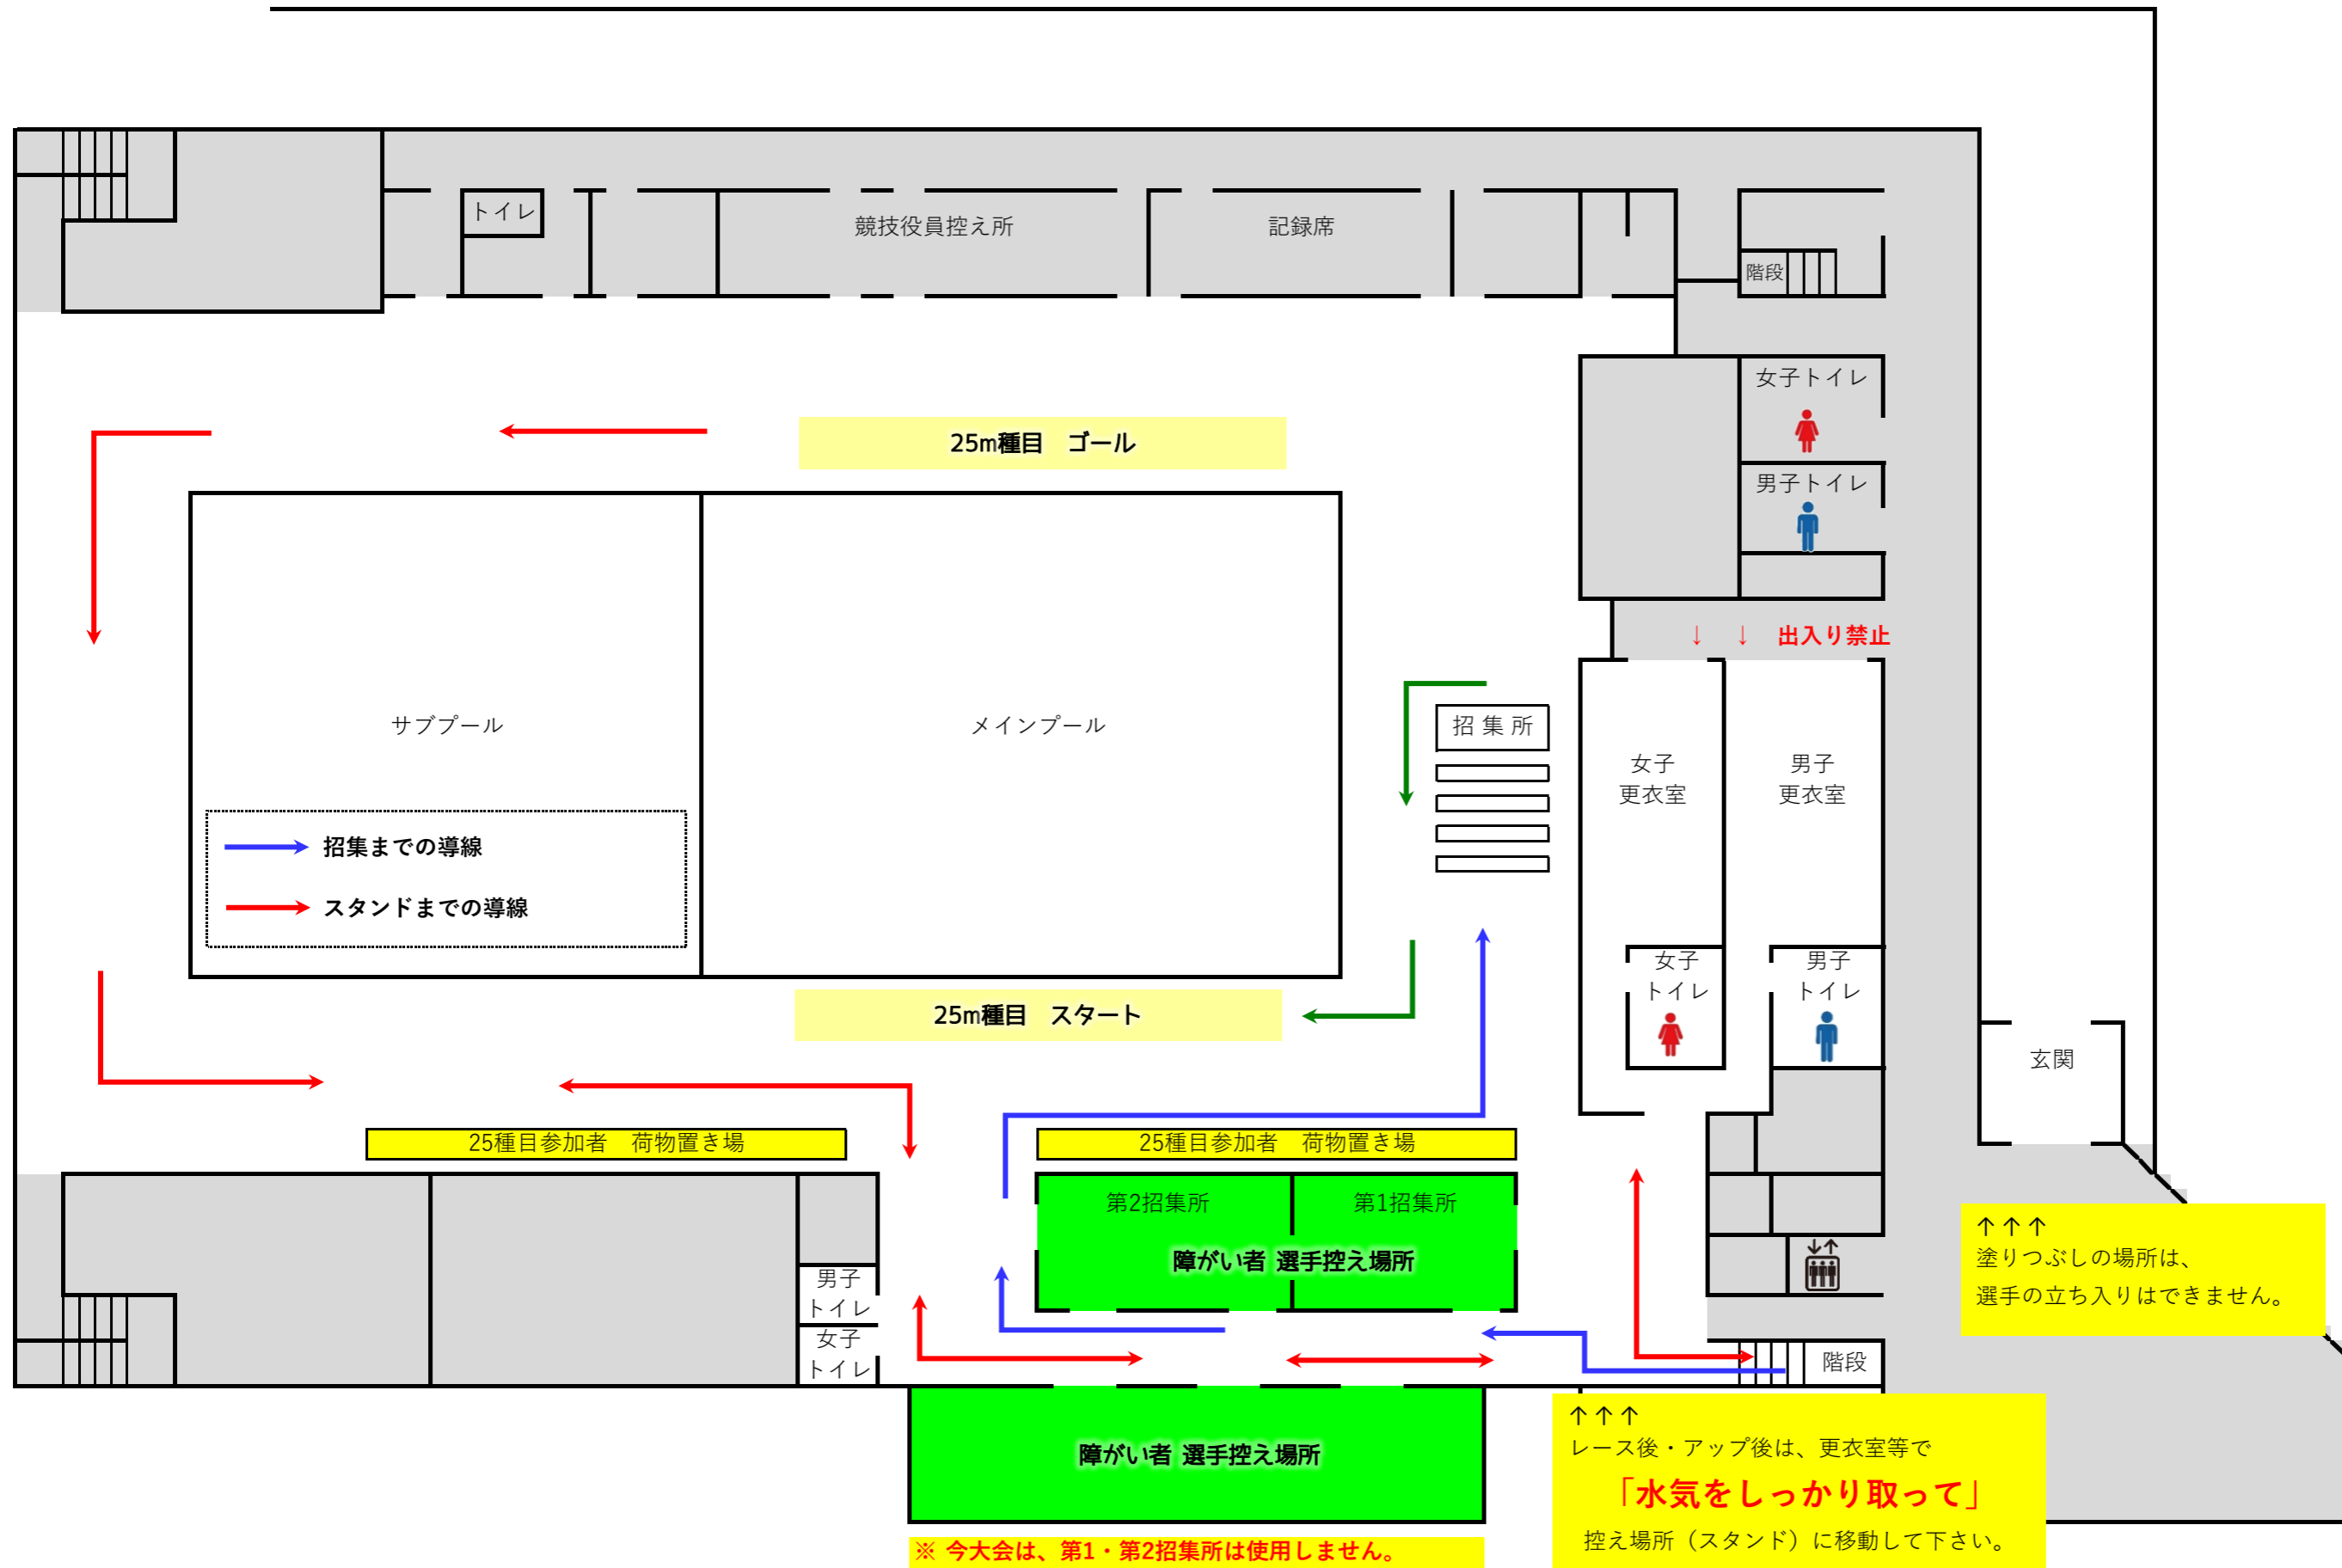 トイレ
競技役員控え所
記録席
階段
女子トイレ
25m種目　ゴール
男子トイレ
↓　↓　出入り禁止
サブプール
メインプール
招 集 所
女子
更衣室
男子
更衣室
招集までの導線
スタンドまでの導線
女子
トイレ
男子
トイレ
25m種目　スタート
玄関
25種目参加者　荷物置き場
25種目参加者　荷物置き場
第2招集所
第1招集所
障がい者 選手控え場所
↑↑↑
塗りつぶしの場所は、
選手の立ち入りはできません。
男子
トイレ
女子
トイレ
階段
障がい者 選手控え場所
↑↑↑
レース後・アップ後は、更衣室等で
「水気をしっかり取って」
控え場所（スタンド）に移動して下さい。
※ 今大会は、第1・第2招集所は使用しません。